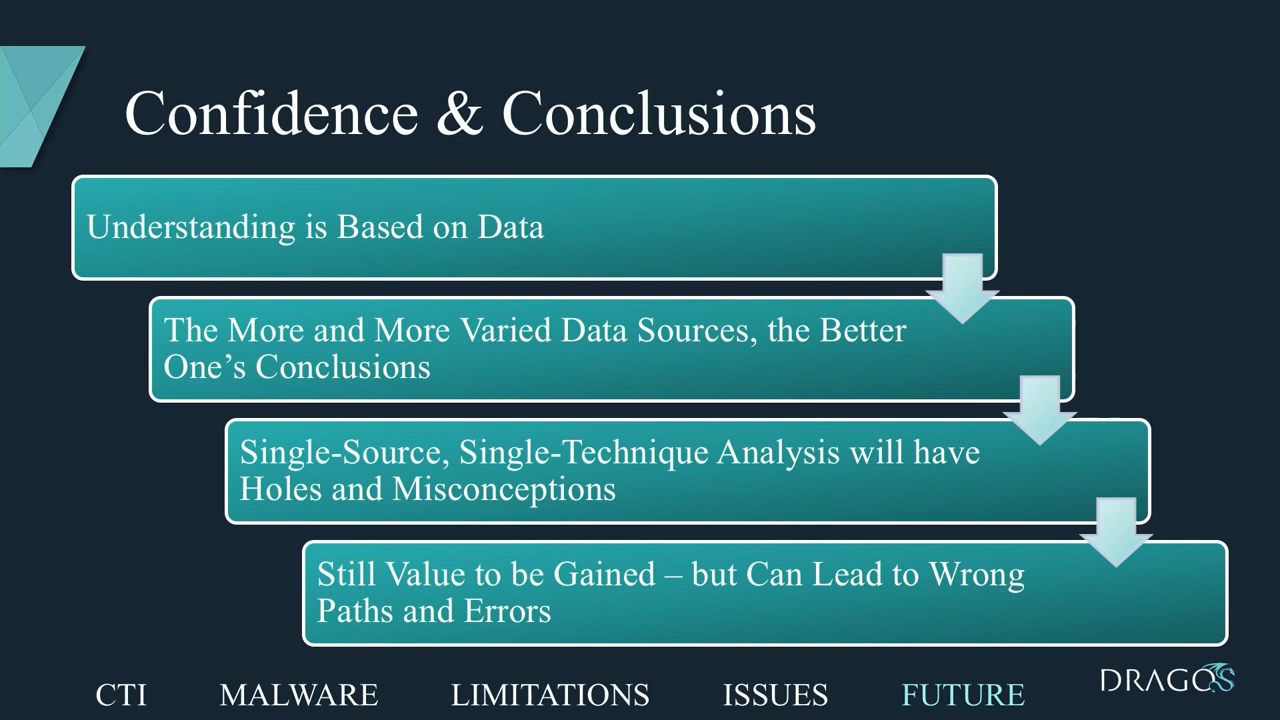 Confidence & Conclusions
Understanding is Based on Data
The More and More Varied Data Sources, the Better
One’s Conclusions
Single-Source, Single-Technique Analysis will have
Holes and Misconceptions
Still Value to be Gained – but Can Lead to Wrong
Paths and Errors
CTI MALWARE LIMITATIONS ISSUES FUTURE
DRAGOS